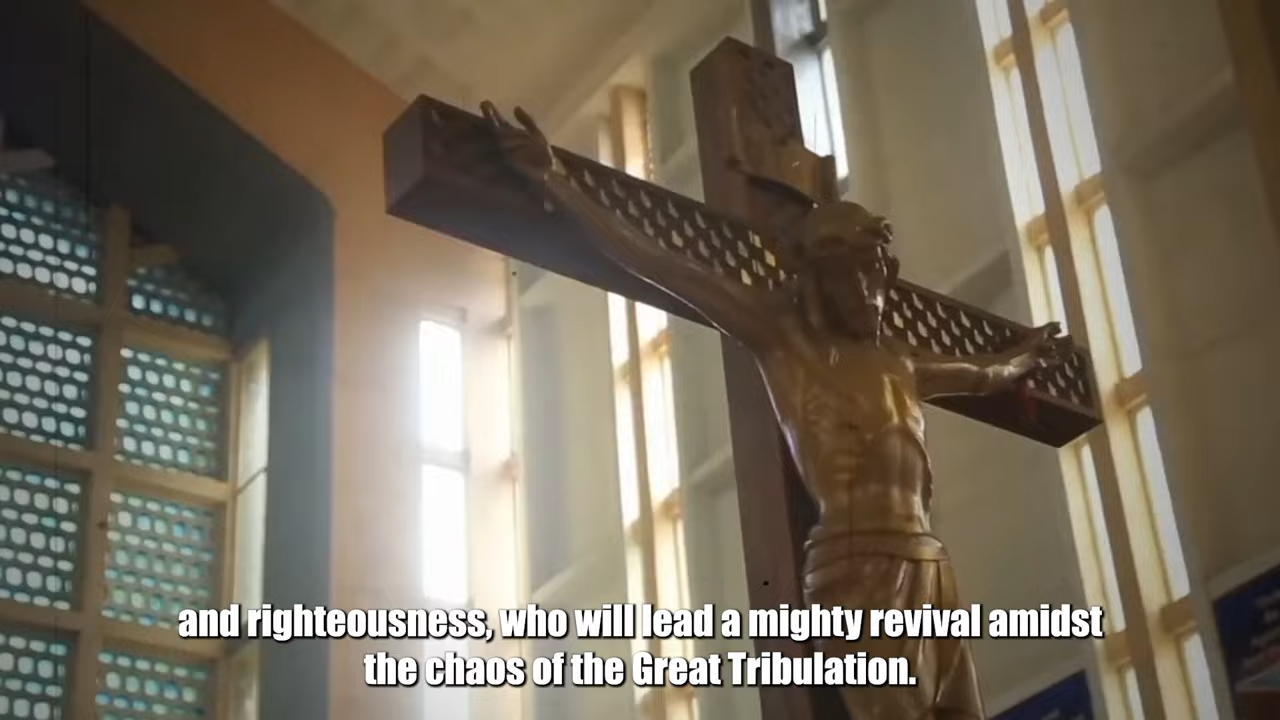 and righteousness, who will lead a mighty revival amidst
the chaos of the Great Tribulation.